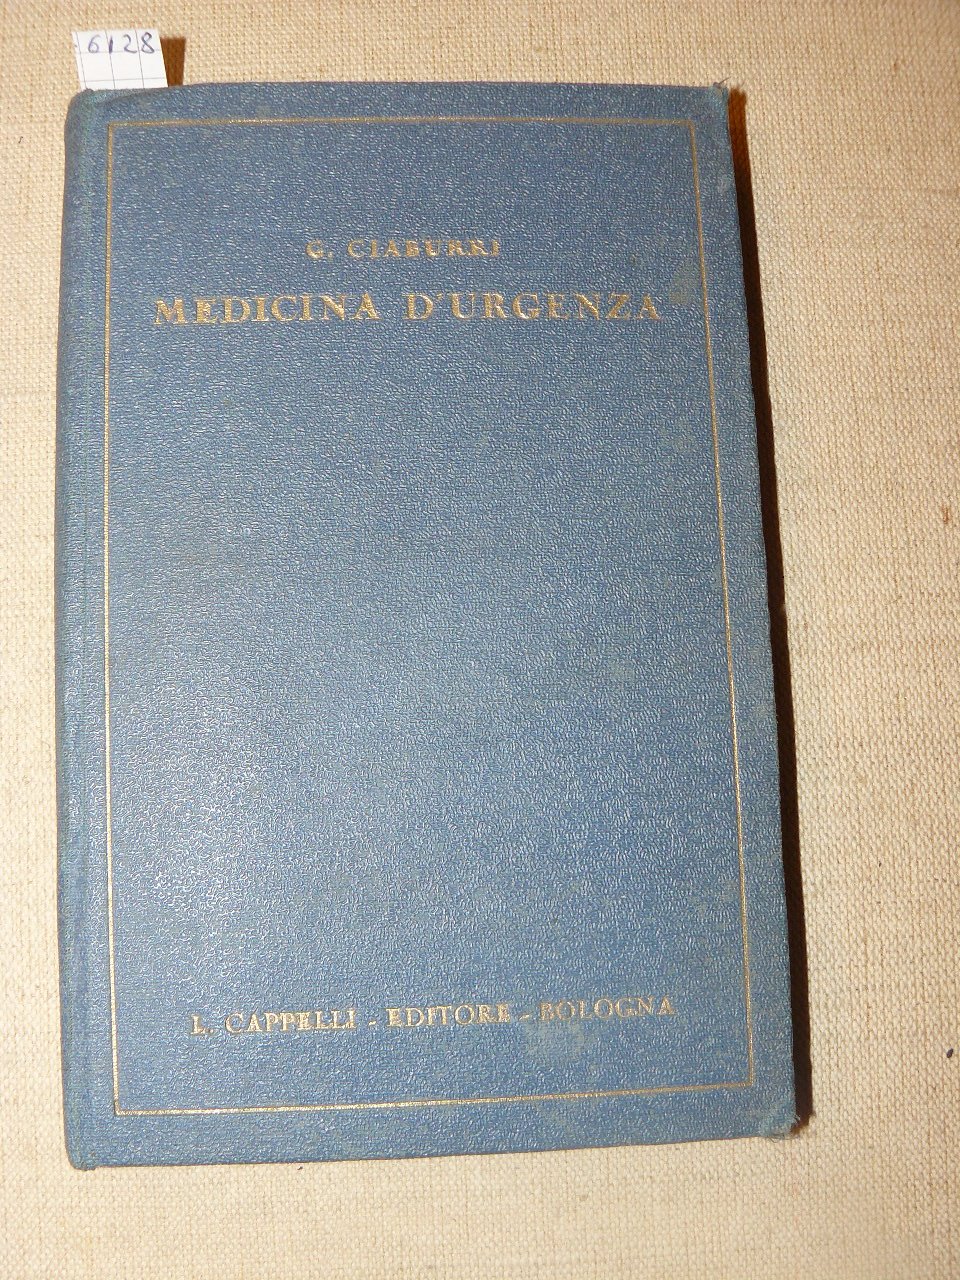 6128
G. CIABURRI
MEDICINA D'URGENZA
L. CAPPELLI - EDITORE - BOLOGNA